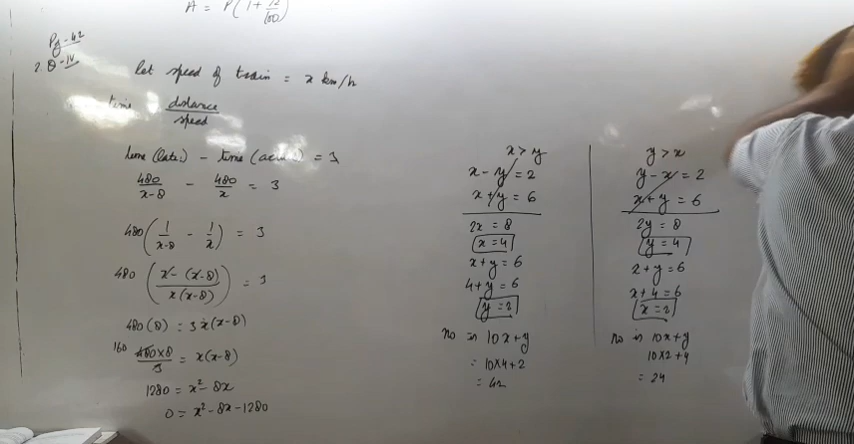 A = P(1 + 12/100)
Pg - 42
2 Q - IV
let speed of train = x km/h
time distance/speed
time (late) - time (actual) = 3
480/x-8 - 480/x = 3
480 (1/x-8 - 1/x) = 3
480 (x - (x-8) / x(x-8)) = 3
480 (8) = 3x(x-8)
160 480×8/3 = x(x-8)
1280 = x² - 8x
0 = x² - 8x - 1280
x > y
x - y = 2
x + y = 6
2x = 8
x = 4
x + y = 6
4 + y = 6
y = 2
no is 10x + y
= 10×4+2
= 42
y > x
y - x = 2
x + y = 6
2y = 8
y = 4
2 + y = 6
x + 4 = 6
x = 2
no is 10x + y
10×2+4
= 24